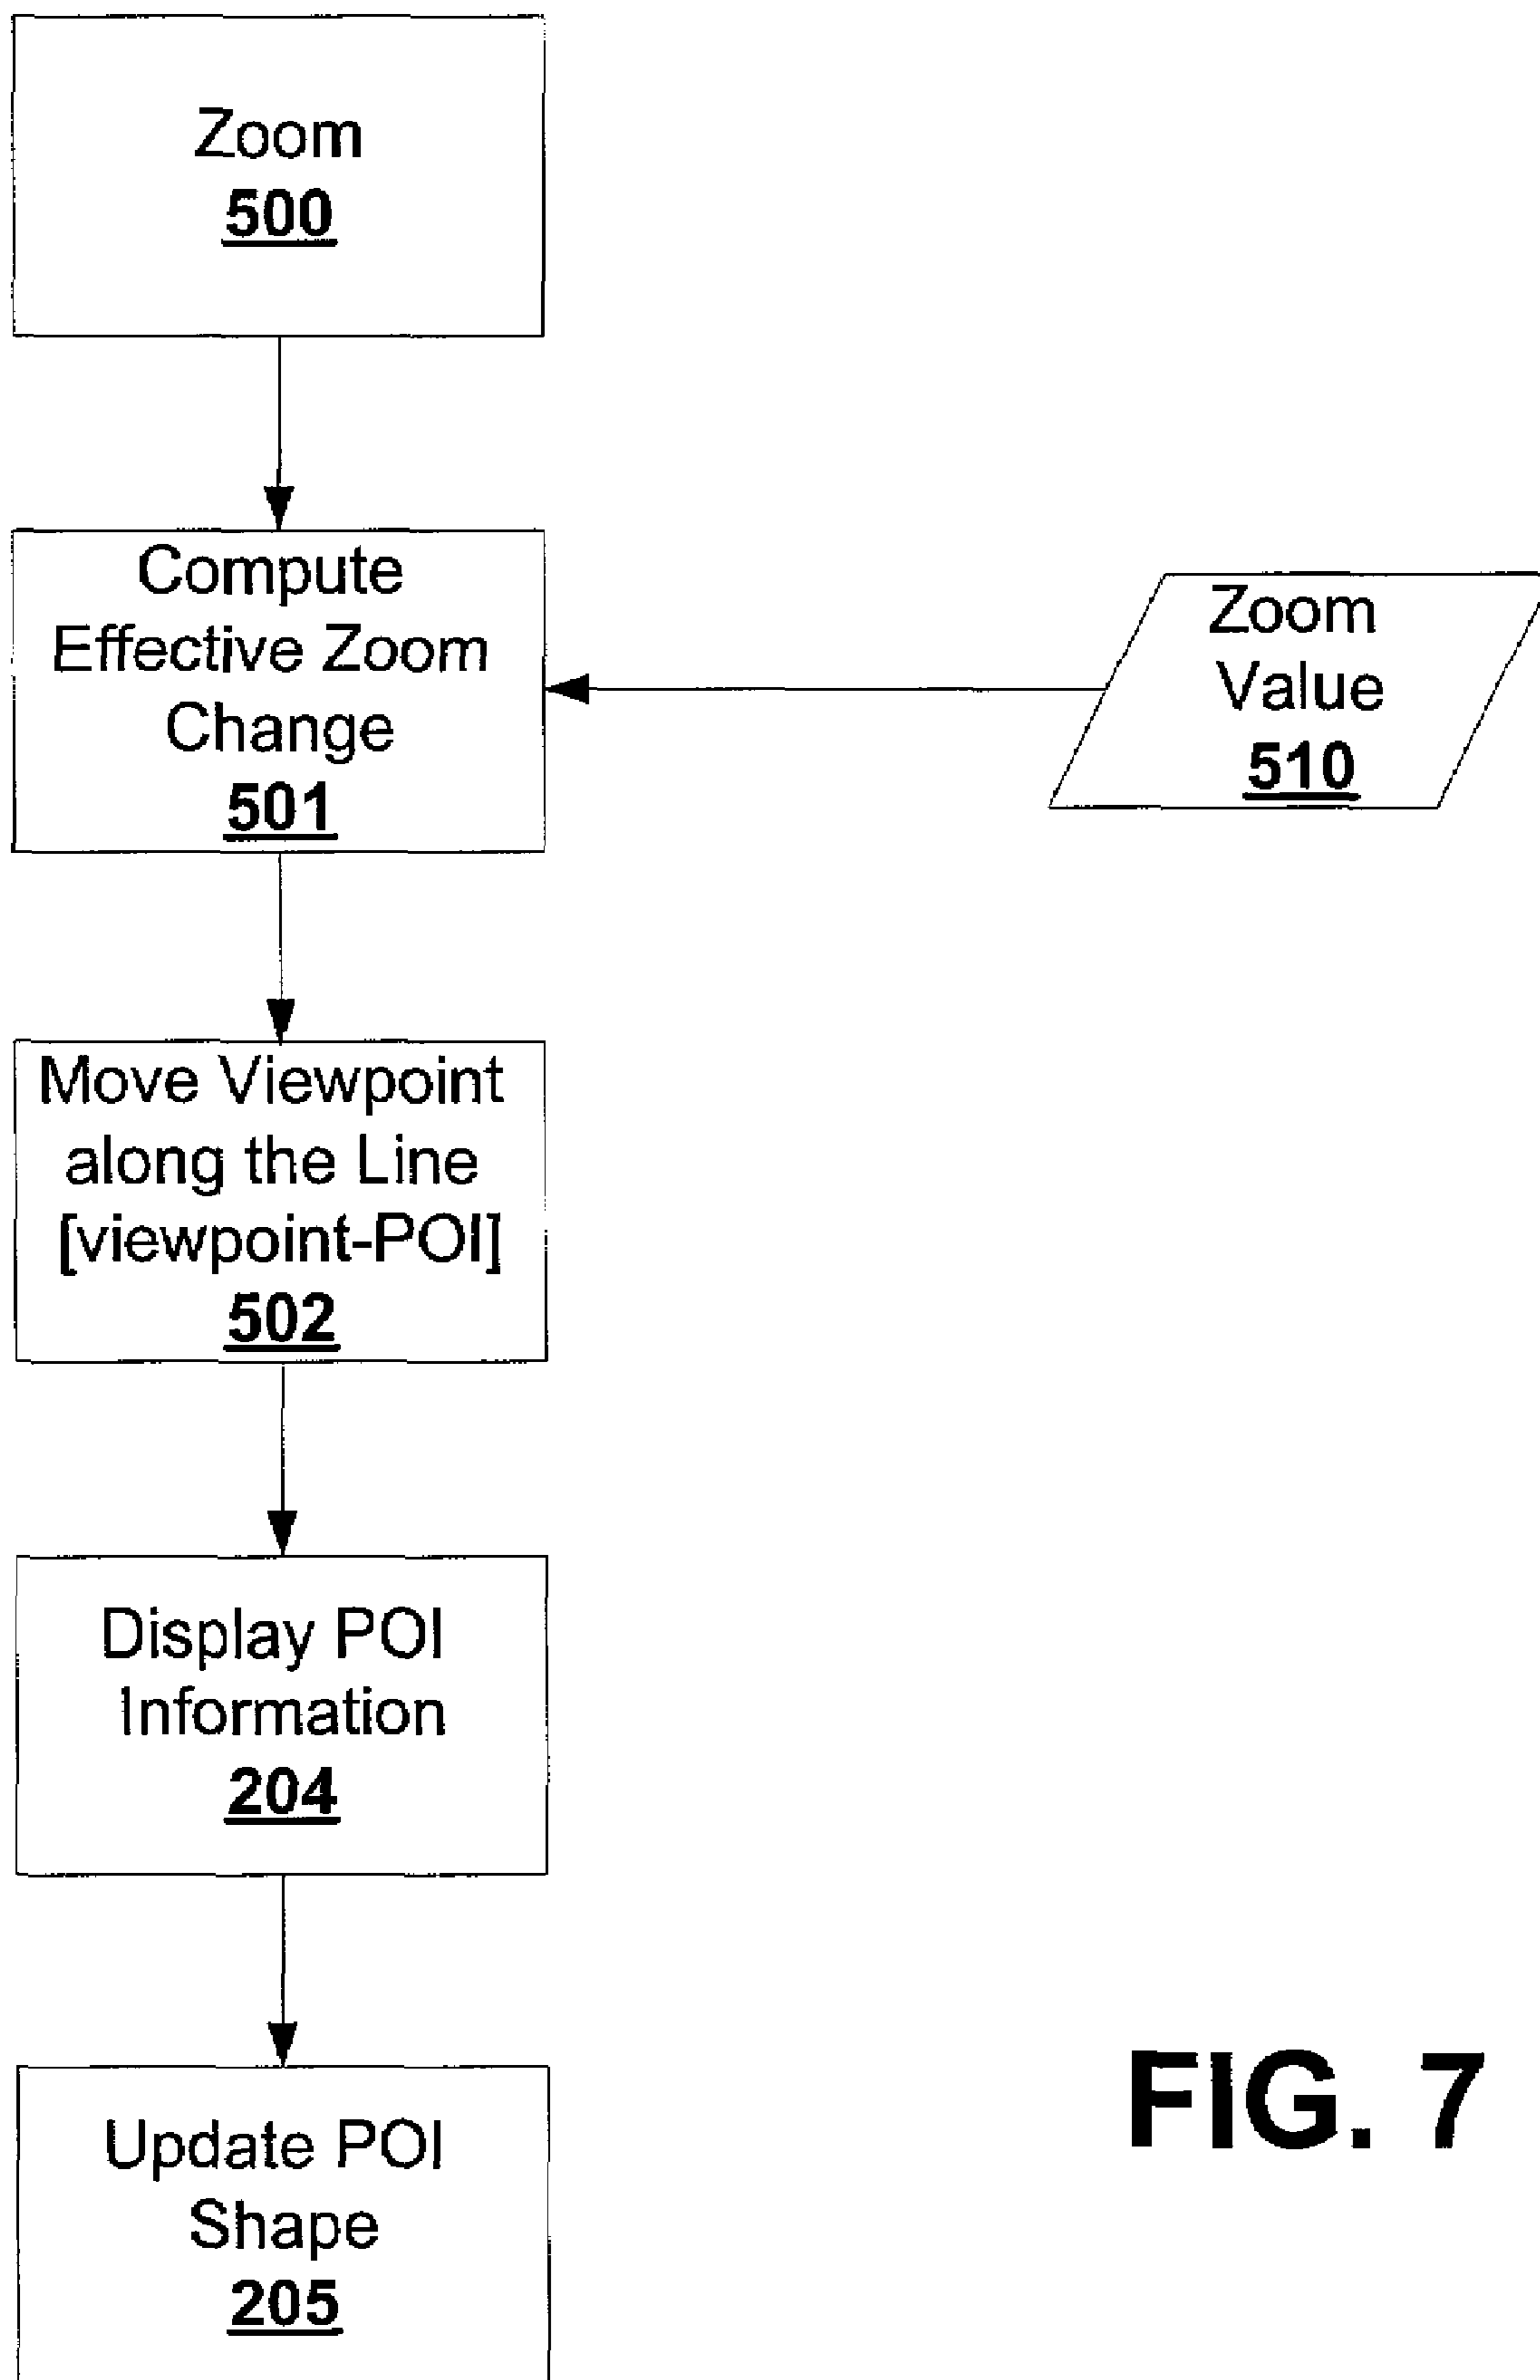 Zoom
500
Compute
Effective Zoom
Change
501
Zoom
Value
510
Move Viewpoint
along the Line
[viewpoint-POI]
502
Display POI
Information
204
Update POI
Shape
205
FIG. 7